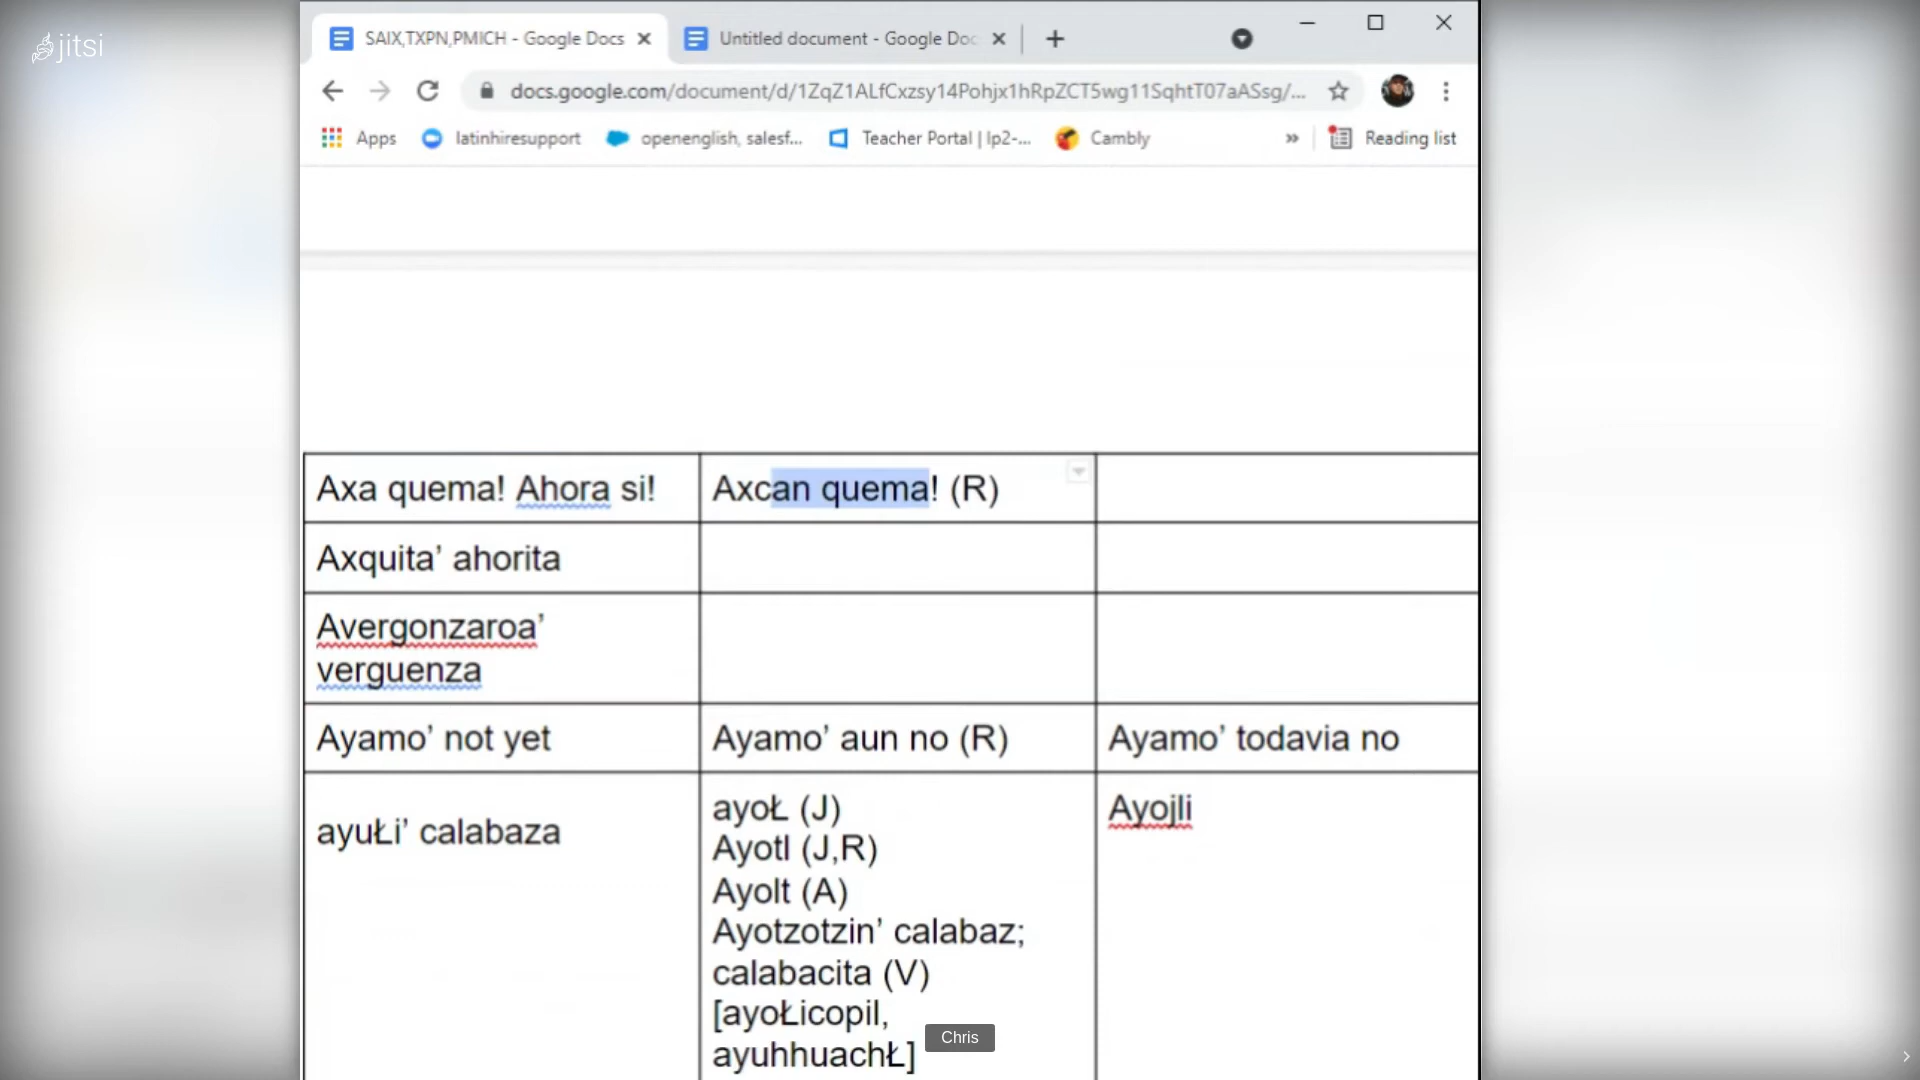 jitsi
SAIX,TXPN,PMICH - Google Docs
Untitled document - Google Doc
docs.google.com/document/d/1ZqZ1ALfCxzsy14Pohjx1hRpZCT5wg11SqhtT07aASsg/...
Apps latinhiresupport openenglish, salesf... Teacher Portal | lp2-... Cambly » Reading list
Axa quema! Ahora si! Axcan quema! (R)
Axquita’ ahorita
Avergonzaroa’
verguenza
Ayamo’ not yet Ayamo’ aun no (R) Ayamo’ todavia no
ayuŁi’ calabaza
ayoŁ (J)
Ayotl (J,R)
Ayolt (A)
Ayotzotzin’ calabaz;
calabacita (V)
[ayoŁicopil,
ayuhhuachŁ]
Ayojli
Chris